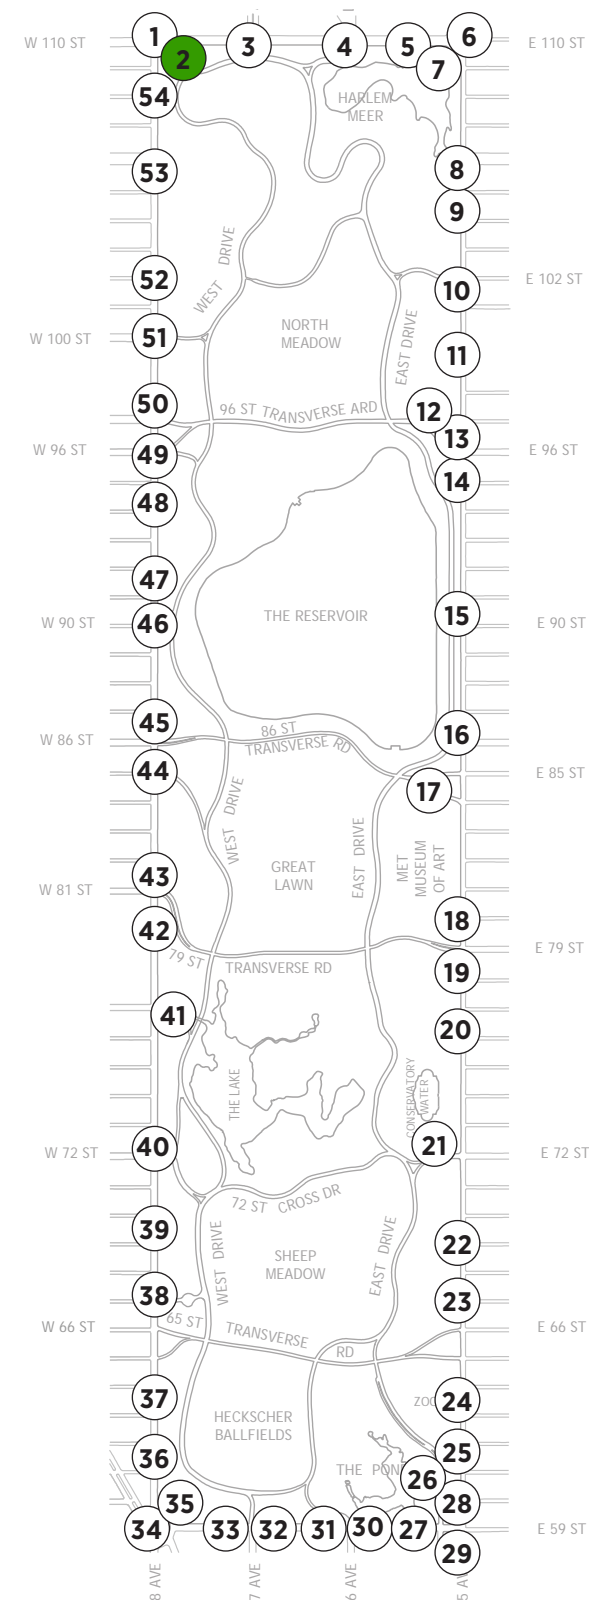 1
2
3
4
5
6
7
W 110 ST
E 110 ST
54
HARLEM
MEER
53
8
9
WEST DRIVE
52
10
E 102 ST
W 100 ST
51
NORTH
MEADOW
EAST DRIVE
11
50
96 ST TRANSVERSE ARD
12
13
W 96 ST
49
E 96 ST
14
48
47
46
W 90 ST
THE RESERVOIR
15
E 90 ST
45
W 86 ST
86 ST
TRANSVERSE RD
16
44
E 85 ST
17
WEST DRIVE
EAST DRIVE
MET
MUSEUM
OF ART
GREAT
LAWN
43
W 81 ST
42
18
79 ST
TRANSVERSE RD
E 79 ST
19
41
20
THE LAKE
CONSERVATORY
WATER
40
W 72 ST
21
E 72 ST
72 ST CROSS DR
39
WEST DRIVE
SHEEP
MEADOW
EAST DRIVE
22
38
23
65 ST
TRANSVERSE
RD
W 66 ST
E 66 ST
37
ZOO
24
HECKSCHER
BALLFIELDS
36
25
THE POND
26
35
28
34
33
32
31
30
27
E 59 ST
29
8 AVE
7 AVE
6 AVE
5 AV